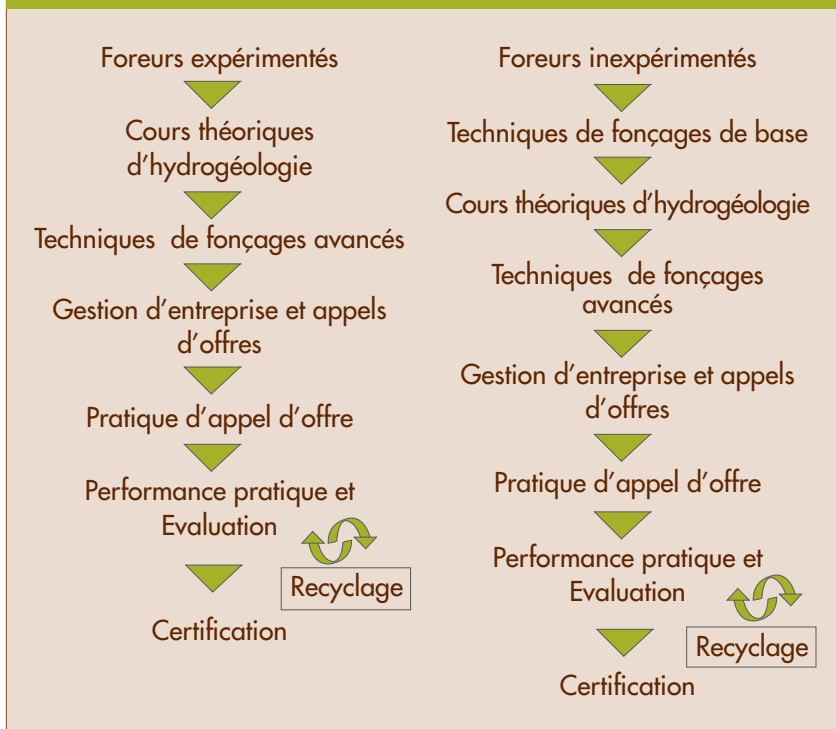 Foreurs expérimentés
Cours théoriques
d'hydrogéologie
Techniques de fonçages avancés
Gestion d'entreprise et appels
d'offres
Pratique d'appel d'offre
Performance pratique et
Evaluation
Recyclage
Certification
Foreurs inexpérimentés
Techniques de fonçages de base
Cours théoriques d'hydrogéologie
Techniques de fonçages
avancés
Gestion d'entreprise et appels
d'offres
Pratique d'appel d'offre
Performance pratique et
Evaluation
Recyclage
Certification